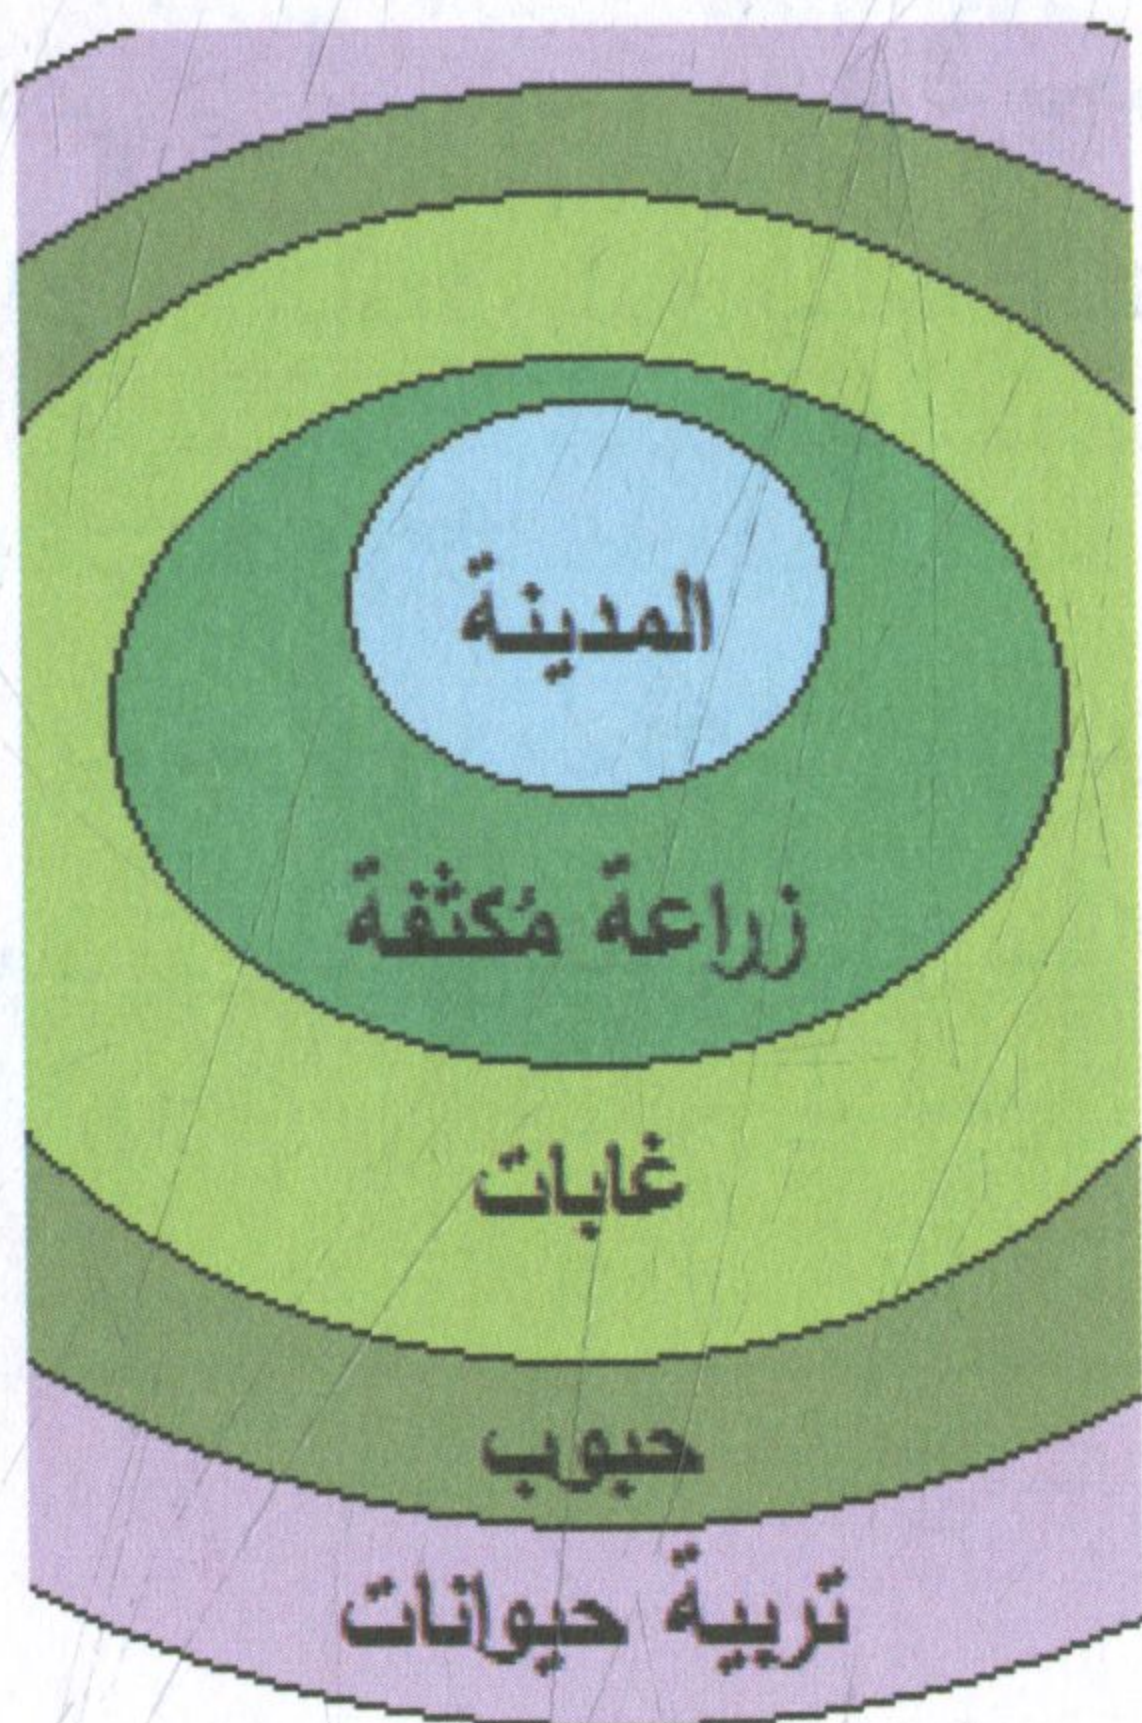 المدينة
زراعة مُكثفة
غابات
حبوب
تربية حيوانات